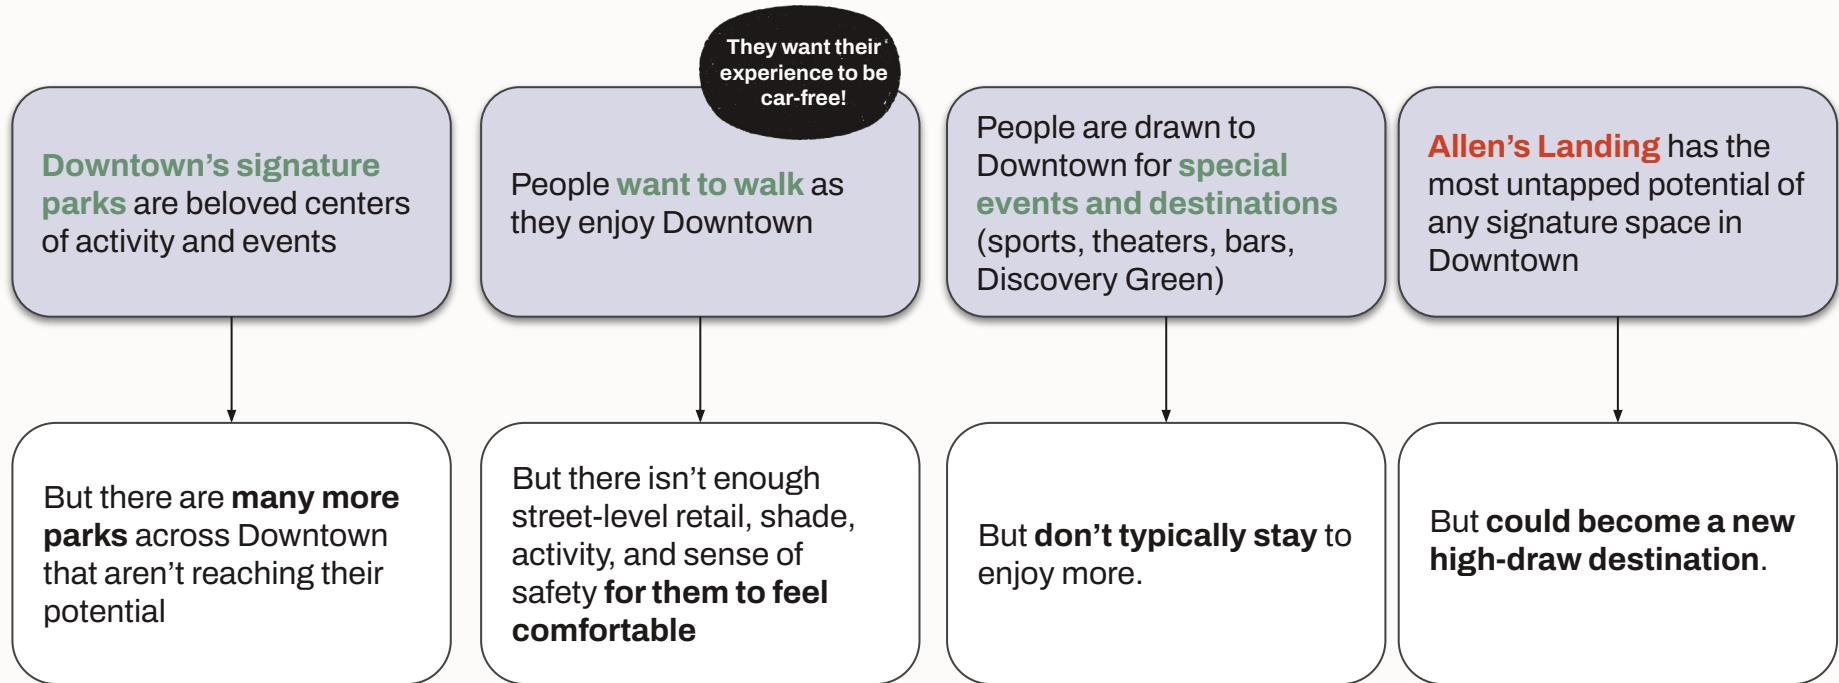 They want their
experience to be
car-free!
Downtown’s signature
parks are beloved centers
of activity and events
People want to walk as
they enjoy Downtown
People are drawn to
Downtown for special
events and destinations
(sports, theaters, bars,
Discovery Green)
Allen’s Landing has the
most untapped potential of
any signature space in
Downtown
But there are many more
parks across Downtown
that aren’t reaching their
potential
But there isn’t enough
street-level retail, shade,
activity, and sense of
safety for them to feel
comfortable
But don’t typically stay to
enjoy more.
But could become a new
high-draw destination.